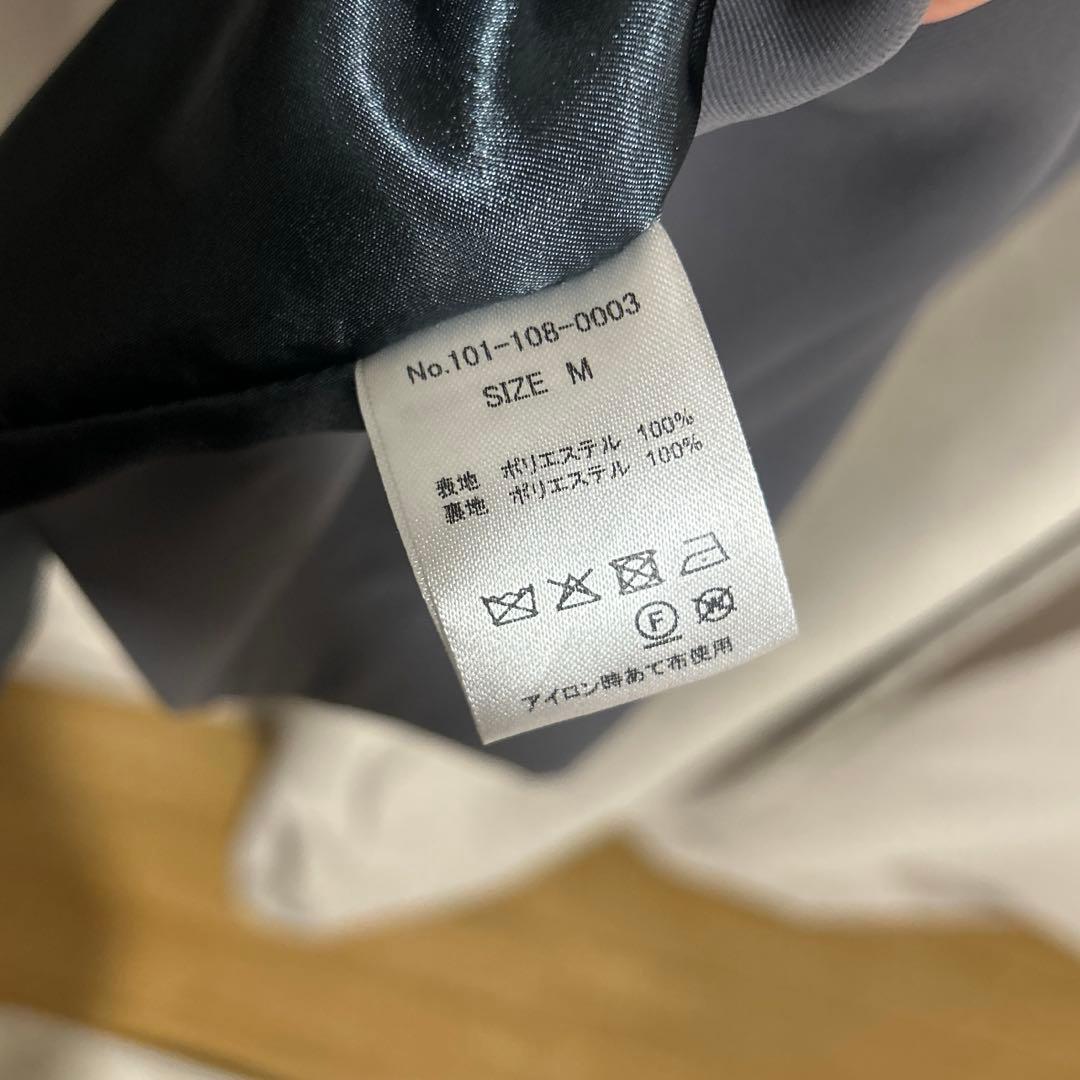 No.101-108-0003
SIZE M
表地 ポリエステル 100%
裏地 ポリエステル 100%
F W
アイロン時あて布使用